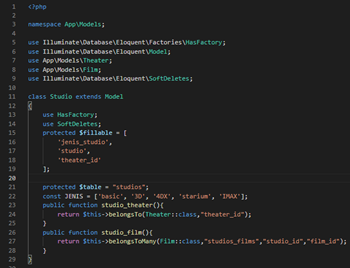 1 <?php
2
3 namespace App\Models;
4
5 use Illuminate\Database\Eloquent\Factories\HasFactory;
6 use Illuminate\Database\Eloquent\Model;
7 use App\Models\Theater;
8 use App\Models\Film;
9 use Illuminate\Database\Eloquent\SoftDeletes;
10
11 class Studio extends Model
12 {
13     use HasFactory;
14     use SoftDeletes;
15     protected $fillable = [
16         'jenis_studio',
17         'studio',
18         'theater_id'
19     ];
20
21     protected $table = "studios";
22     const JENIS = ['basic', '3D', '4DX', 'starium', 'IMAX'];
23     public function studio_theater(){
24         return $this->belongsTo(Theater::class,"theater_id");
25     }
26     public function studio_film(){
27         return $this->belongsToMany(Film::class,"studios_films","studio_id","film_id");
28     }
29 }